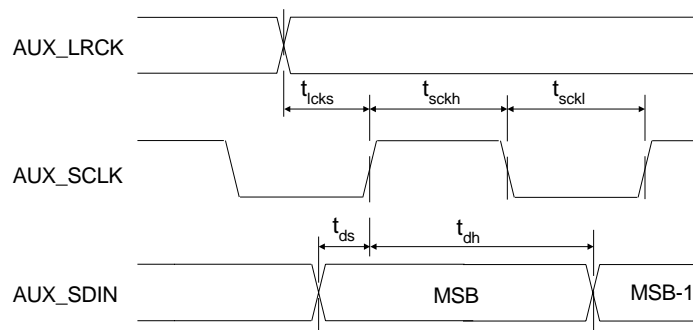 AUX_LRCK
t_lcks t_sckh t_sckl
AUX_SCLK
t_ds t_dh
AUX_SDIN MSB MSB-1